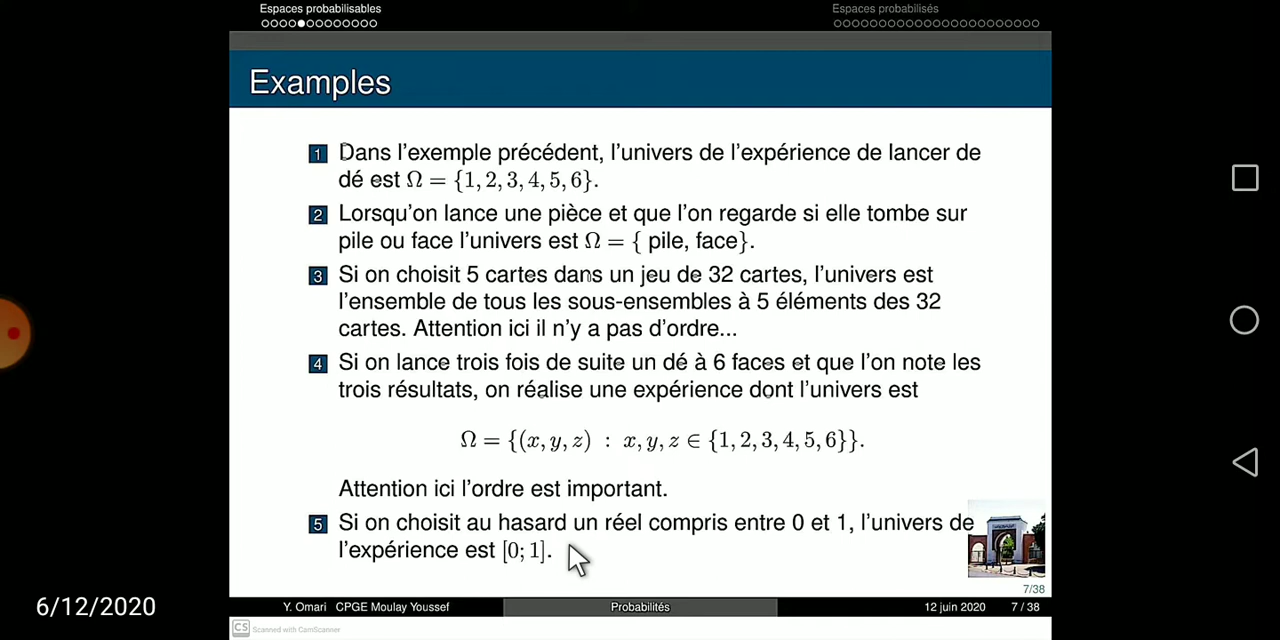 Espaces probabilisables
Espaces probabilisés
Examples
1 Dans l'exemple précédent, l'univers de l'expérience de lancer de
dé est Ω = {1, 2, 3, 4, 5, 6}.
2 Lorsqu'on lance une pièce et que l'on regarde si elle tombe sur
pile ou face l'univers est Ω = { pile, face}.
3 Si on choisit 5 cartes dans un jeu de 32 cartes, l'univers est
l'ensemble de tous les sous-ensembles à 5 éléments des 32
cartes. Attention ici il n'y a pas d'ordre...
4 Si on lance trois fois de suite un dé à 6 faces et que l'on note les
trois résultats, on réalise une expérience dont l'univers est
Ω = {(x, y, z) : x, y, z ∈ {1, 2, 3, 4, 5, 6}}.
Attention ici l'ordre est important.
5 Si on choisit au hasard un réel compris entre 0 et 1, l'univers de
l'expérience est [0; 1].
7/38
6/12/2020
Y. Omari CPGE Moulay Youssef
Probabilités
12 juin 2020
7 / 38
CS Scanned with CamScanner